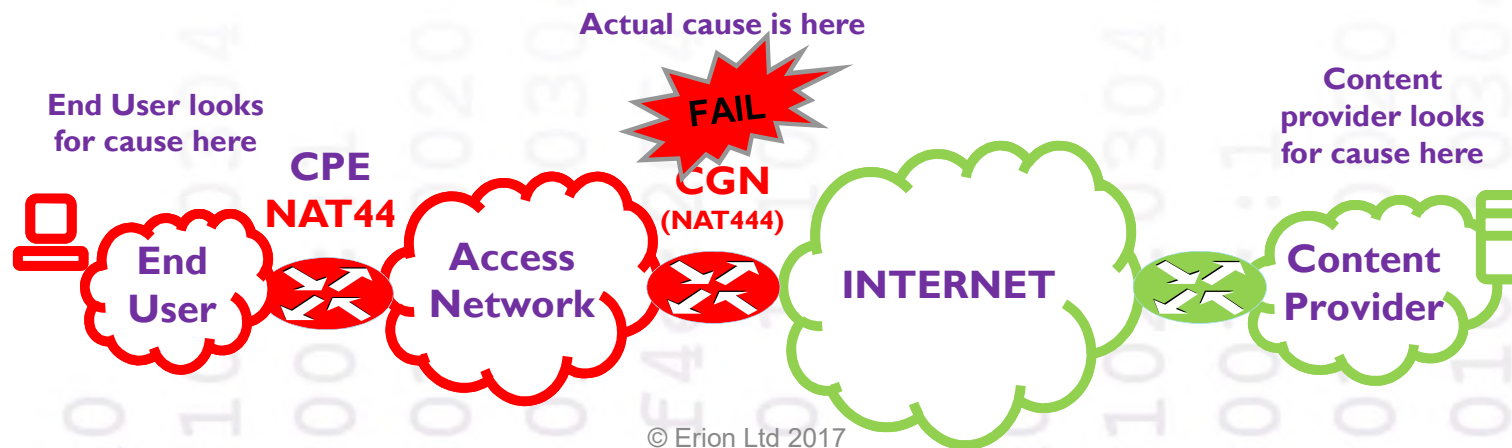 Actual cause is here
FAIL
End User looks
for cause here
Content
provider looks
for cause here
CPE
NAT44
CGN
(NAT444)
End
User
Access
Network
INTERNET
Content
Provider
© Erion Ltd 2017